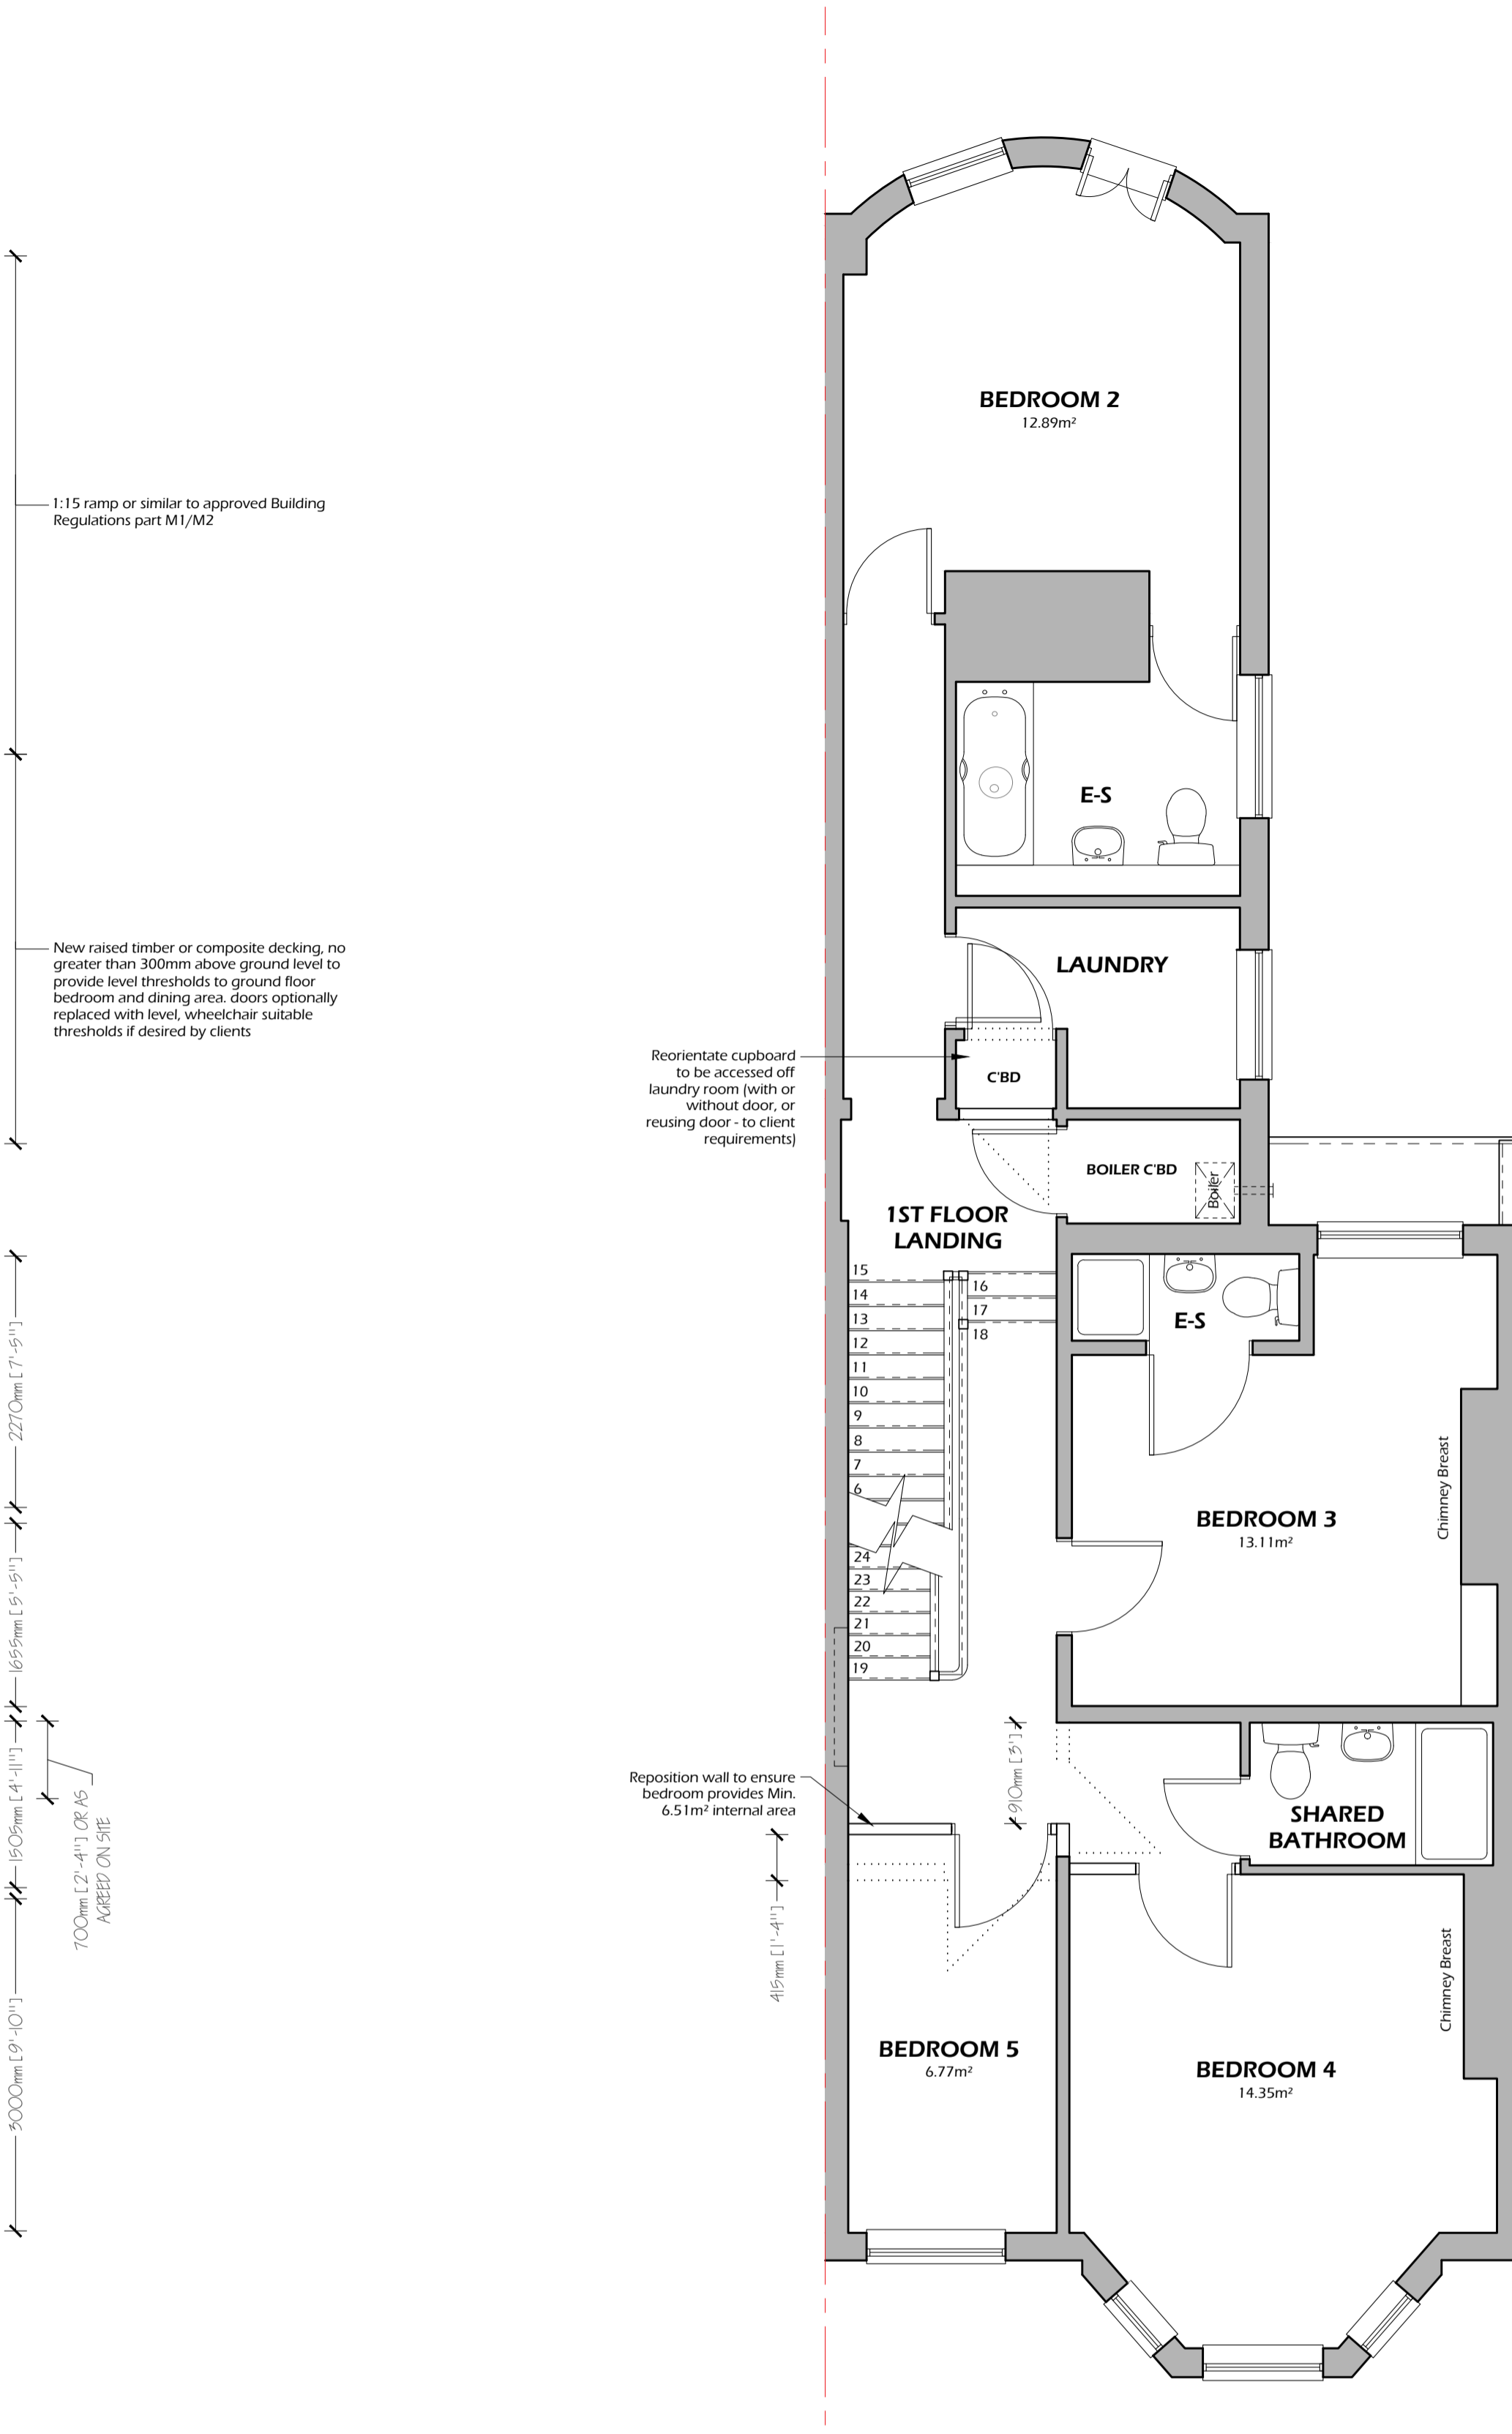 BEDROOM 2
12.89m²
1:15 ramp or similar to approved Building
Regulations part M1/M2
E-S
New raised timber or composite decking, no
greater than 300mm above ground level to
provide level thresholds to ground floor
bedroom and dining area. doors optionally
replaced with level, wheelchair suitable
thresholds if desired by clients
LAUNDRY
Reorientate cupboard
to be accessed off
laundry room (with or
without door, or
reusing door - to client
requirements)
C'BD
BOILER C'BD
Boiler
1ST FLOOR
LANDING
15
14
13
12
11
10
9
8
7
6
16
17
18
E-S
2270mm [7'-5"]
Chimney Breast
BEDROOM 3
13.11m²
24
23
22
21
20
19
1655mm [5'-5"]
1505mm [4'-11"]
700mm [2'-4"] OR AS
AGREED ON SITE
910mm [3']
Reposition wall to ensure
bedroom provides Min.
6.51m² internal area
SHARED
BATHROOM
415mm [1'-4"]
3000mm [9'-10"]
Chimney Breast
BEDROOM 5
6.77m²
BEDROOM 4
14.35m²